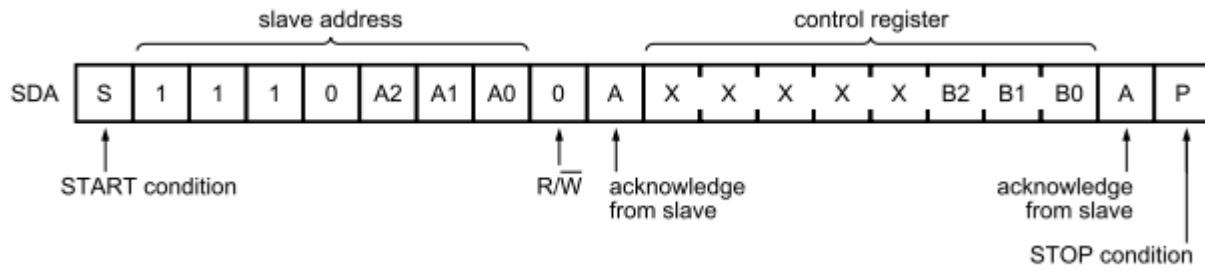 slave address control register
SDA S 1 1 1 0 A2 A1 A0 0 A X X X X X B2 B1 B0 A P
START condition R/W̅ acknowledge from slave acknowledge from slave
STOP condition